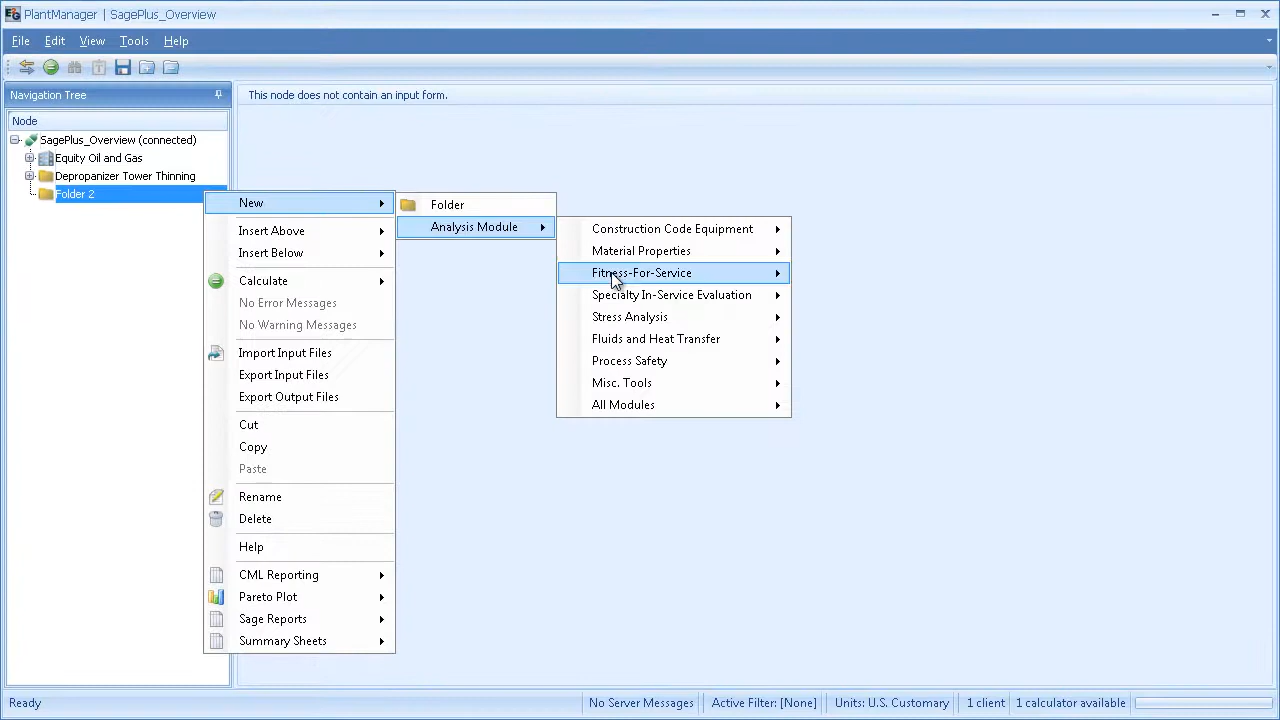 PlantManager | SagePlus_Overview
File Edit View Tools Help
Navigation Tree
This node does not contain an input form.
Node
SagePlus_Overview (connected)
Equity Oil and Gas
Depropanizer Tower Thinning
Folder 2
New
Insert Above
Insert Below
Calculate
No Error Messages
No Warning Messages
Import Input Files
Export Input Files
Export Output Files
Cut
Copy
Paste
Rename
Delete
Help
CML Reporting
Pareto Plot
Sage Reports
Summary Sheets
Folder
Analysis Module
Construction Code Equipment
Material Properties
Fitness-For-Service
Specialty In-Service Evaluation
Stress Analysis
Fluids and Heat Transfer
Process Safety
Misc. Tools
All Modules
Ready
No Server Messages
Active Filter: [None]
Units: U.S. Customary
1 client
1 calculator available